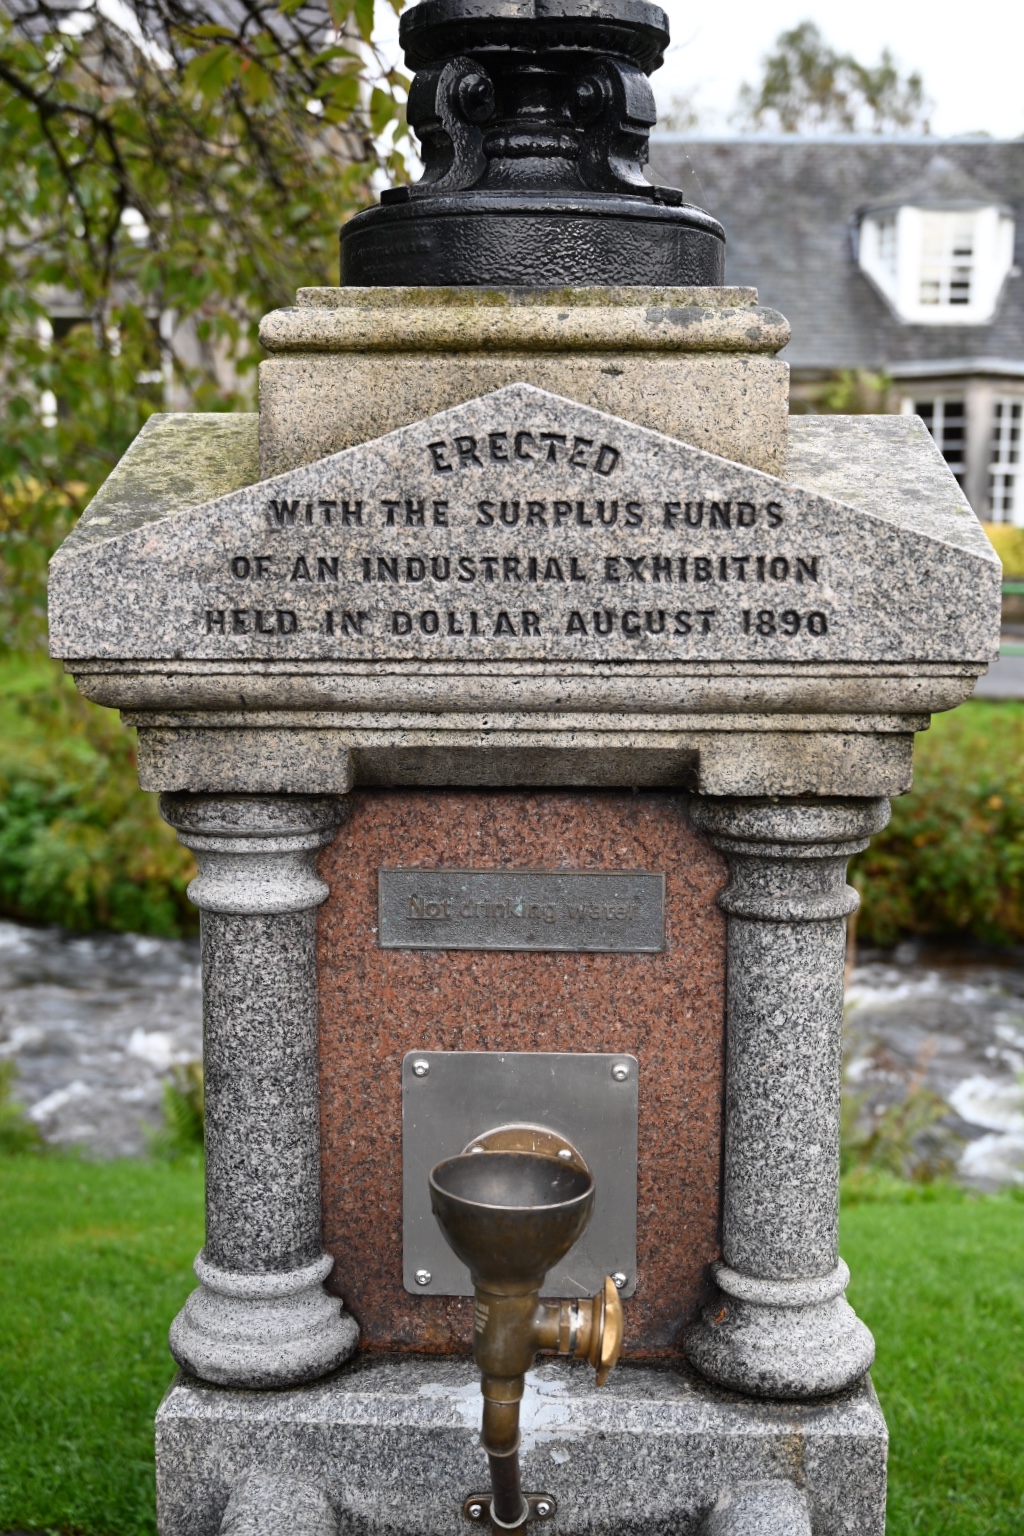 ERECTED
WITH THE SURPLUS FUNDS
OF AN INDUSTRIAL EXHIBITION
HELD IN DOLLAR AUGUST 1890
Not drinking water